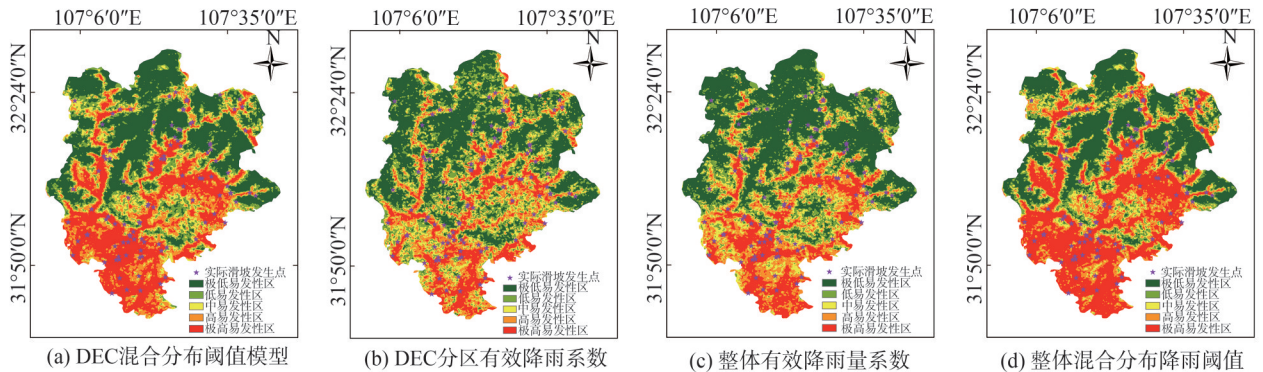 107°6′0″E 107°35′0″E
N
32°24′0″N
31°50′0″N
实际滑坡发生点
极低易发性区
低易发性区
中易发性区
高易发性区
极高易发性区
(a) DEC混合分布阈值模型
107°6′0″E 107°35′0″E
N
32°24′0″N
31°50′0″N
实际滑坡发生点
极低易发性区
低易发性区
中易发性区
高易发性区
极高易发性区
(b) DEC分区有效降雨系数
107°6′0″E 107°35′0″E
N
32°24′0″N
31°50′0″N
实际滑坡发生点
极低易发性区
低易发性区
中易发性区
高易发性区
极高易发性区
(c) 整体有效降雨量系数
107°6′0″E 107°35′0″E
N
32°24′0″N
31°50′0″N
实际滑坡发生点
极低易发性区
低易发性区
中易发性区
高易发性区
极高易发性区
(d) 整体混合分布降雨阈值